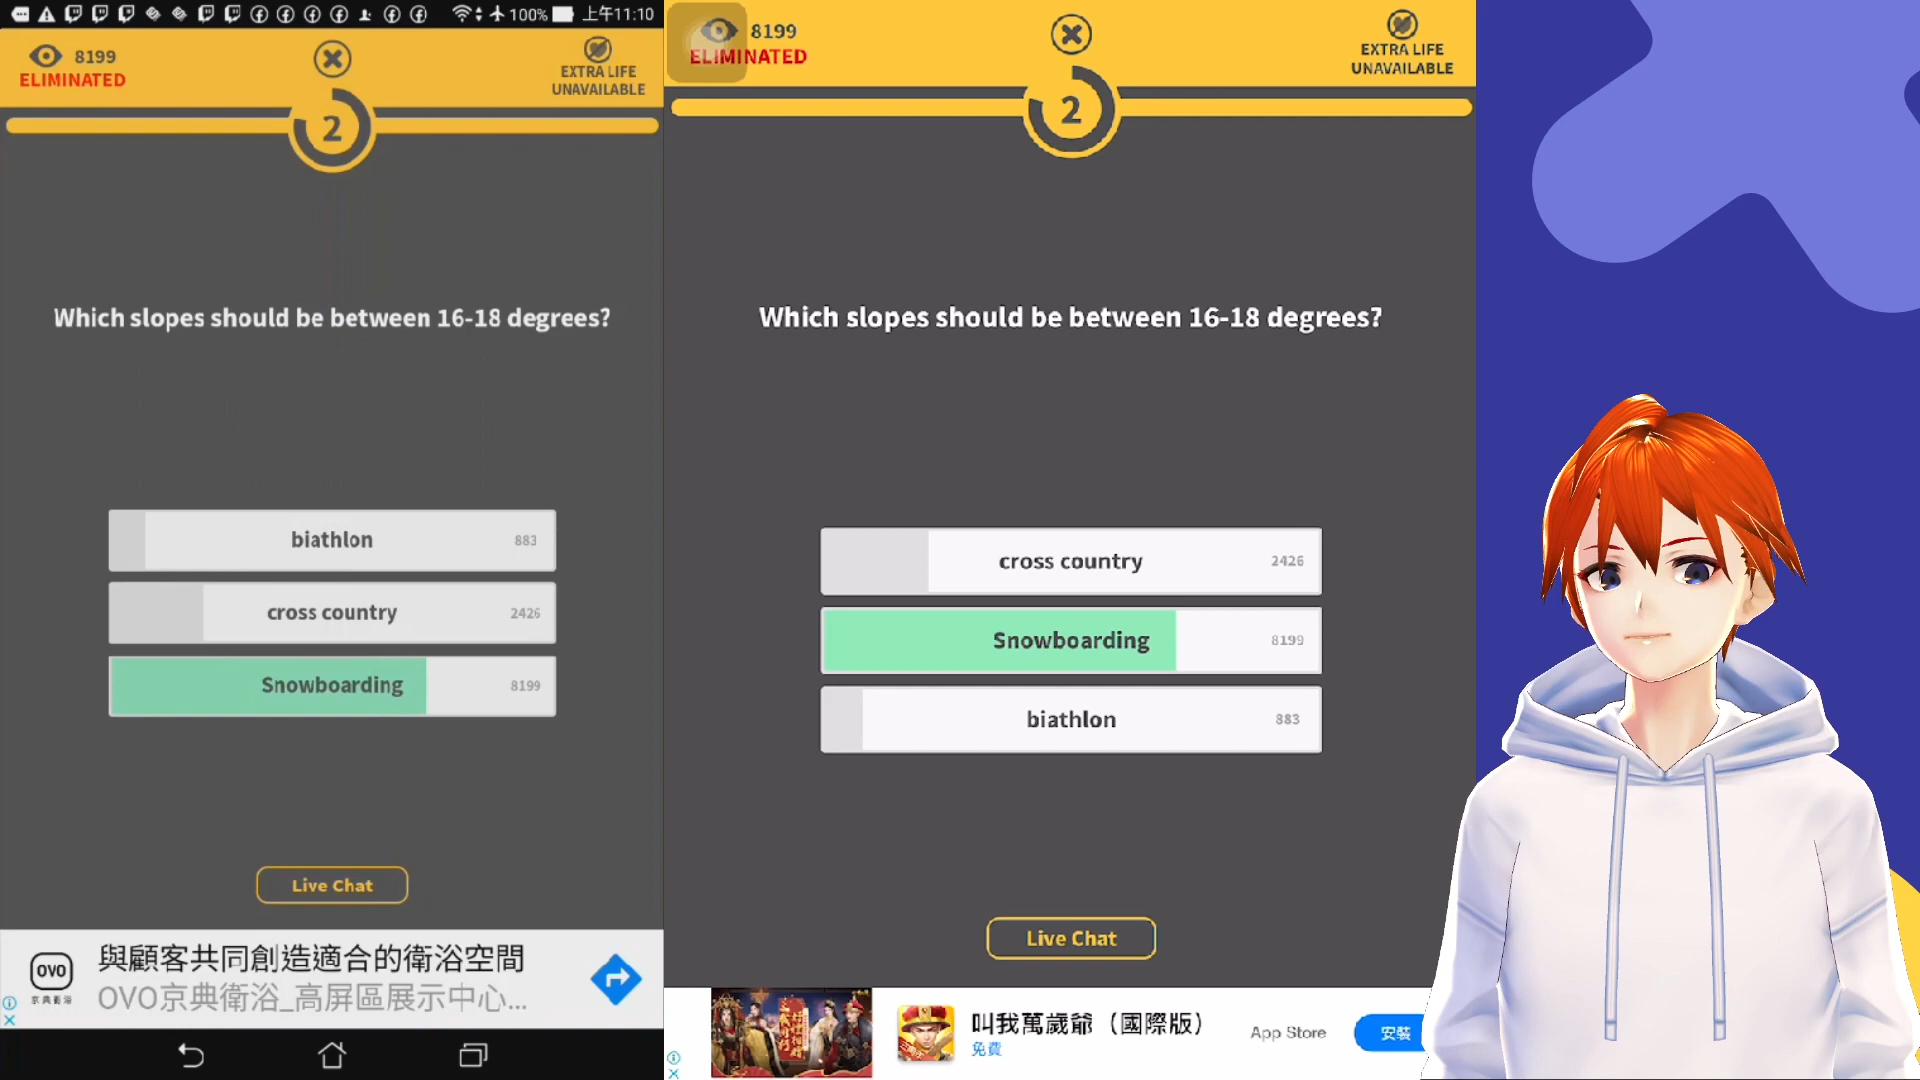 100% 上午11:10
8199
ELIMINATED
EXTRA LIFE
UNAVAILABLE
2
Which slopes should be between 16-18 degrees?
biathlon 883
cross country 2426
Snowboarding 8199
Live Chat
OVO
京典衛浴
與顧客共同創造適合的衛浴空間
OVO京典衛浴_高屏區展示中心...
8199
ELIMINATED
EXTRA LIFE
UNAVAILABLE
2
Which slopes should be between 16-18 degrees?
cross country 2426
Snowboarding 8199
biathlon 883
Live Chat
叫我萬歲爺（國際版）
免費
App Store
安裝